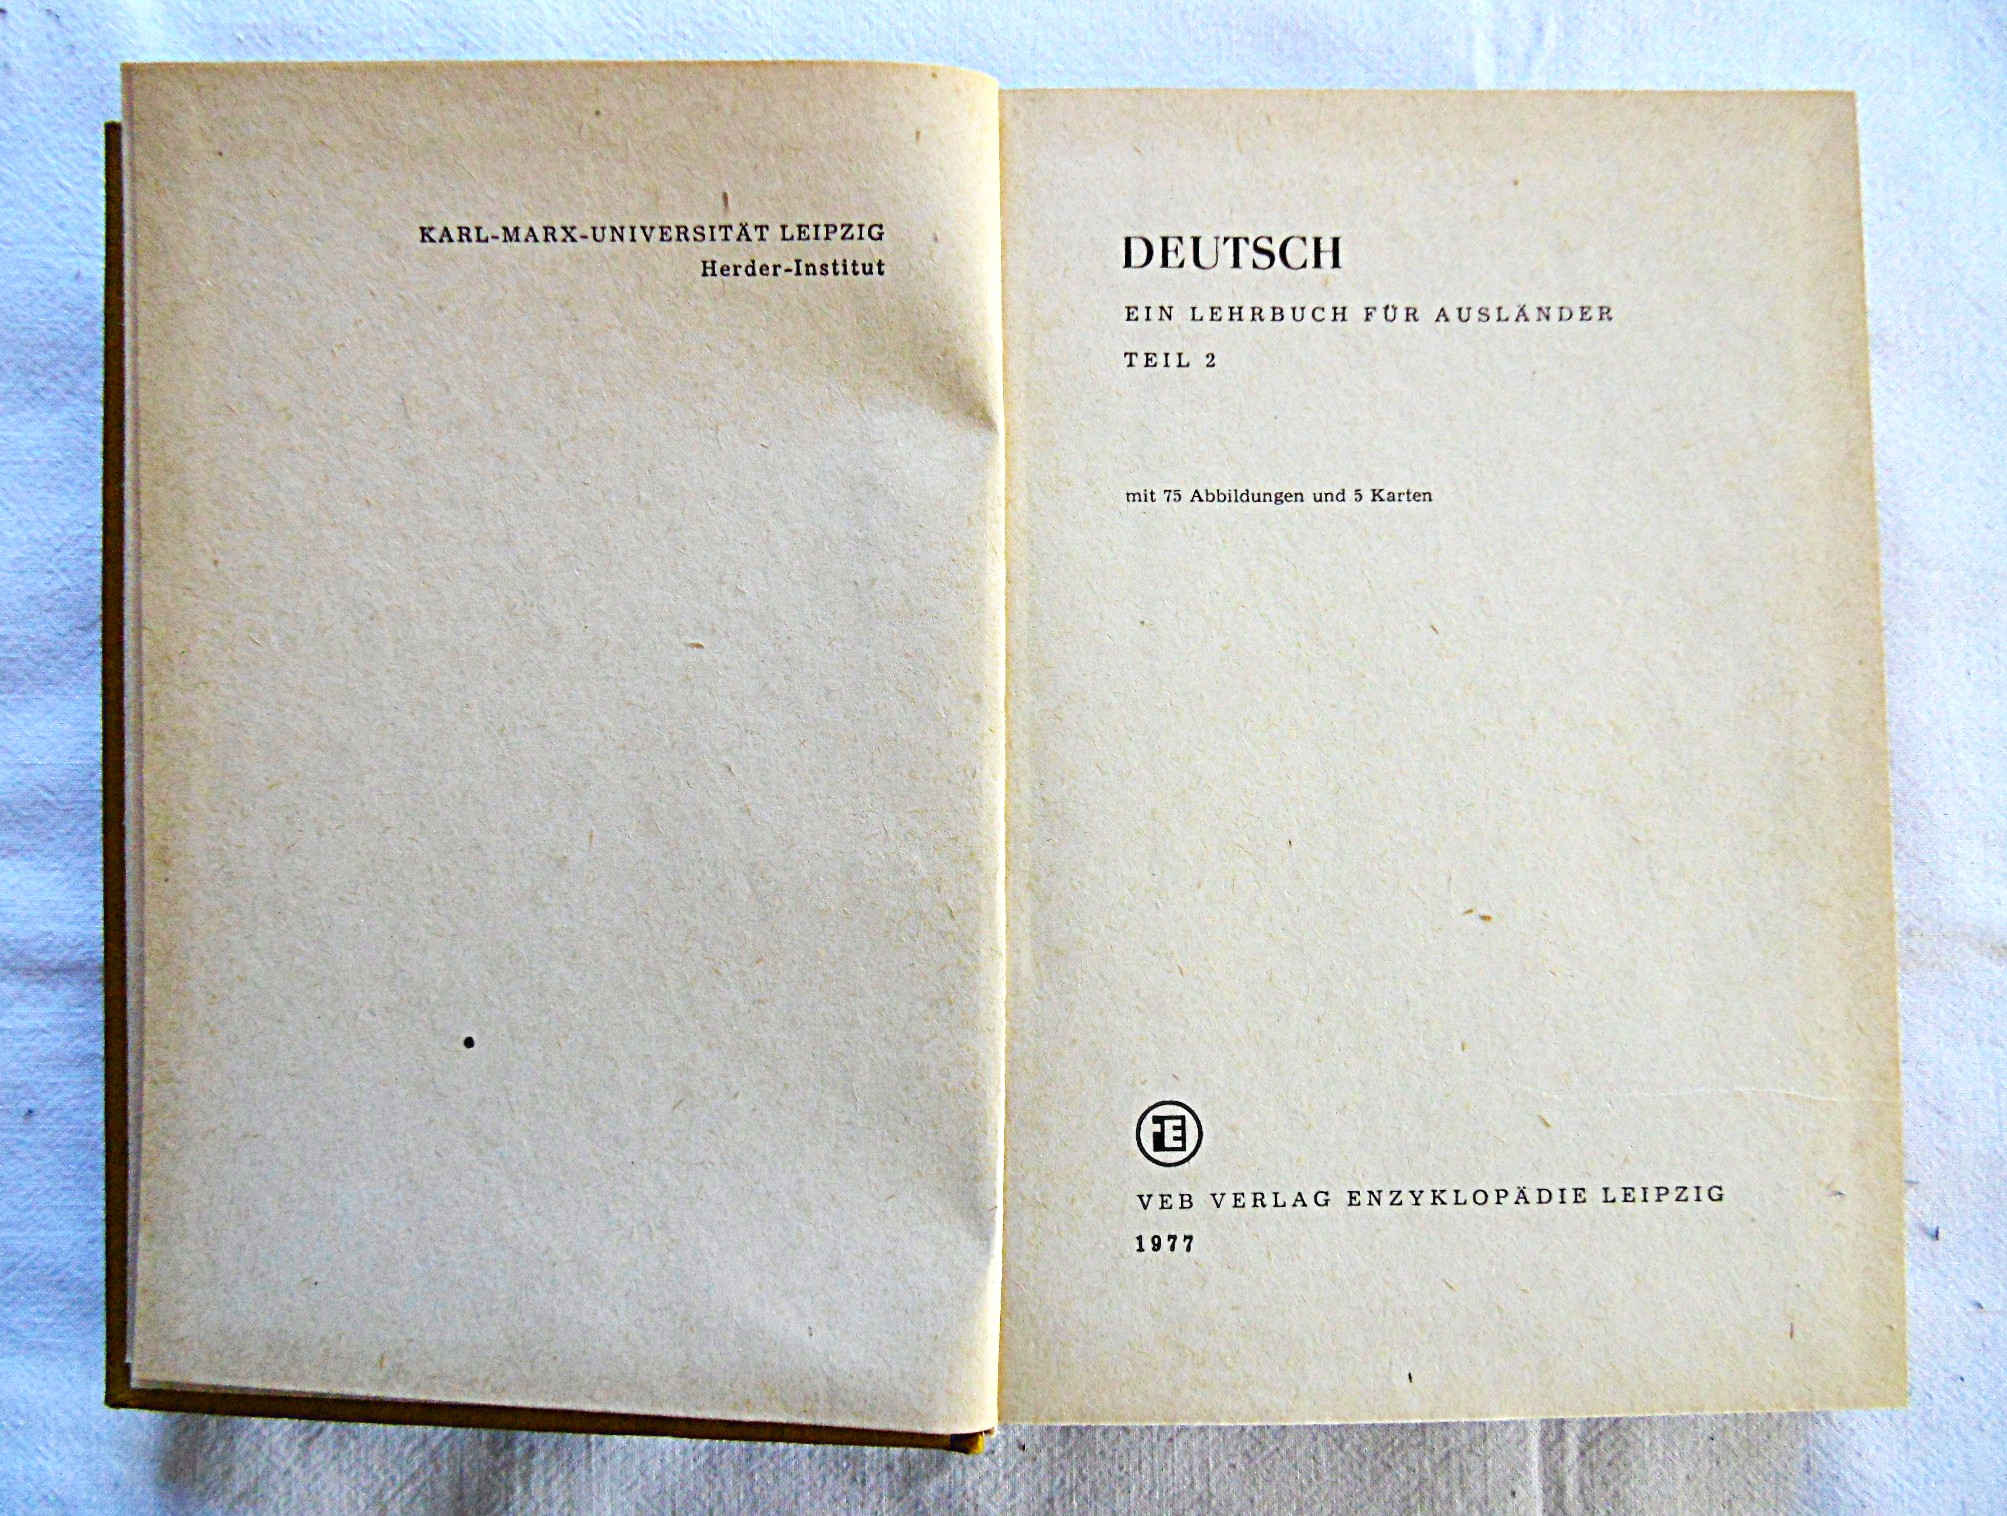 KARL-MARX-UNIVERSITÄT LEIPZIG
Herder-Institut
DEUTSCH
EIN LEHRBUCH FÜR AUSLÄNDER
TEIL 2
mit 75 Abbildungen und 5 Karten
VEB VERLAG ENZYKLOPÄDIE LEIPZIG
1977